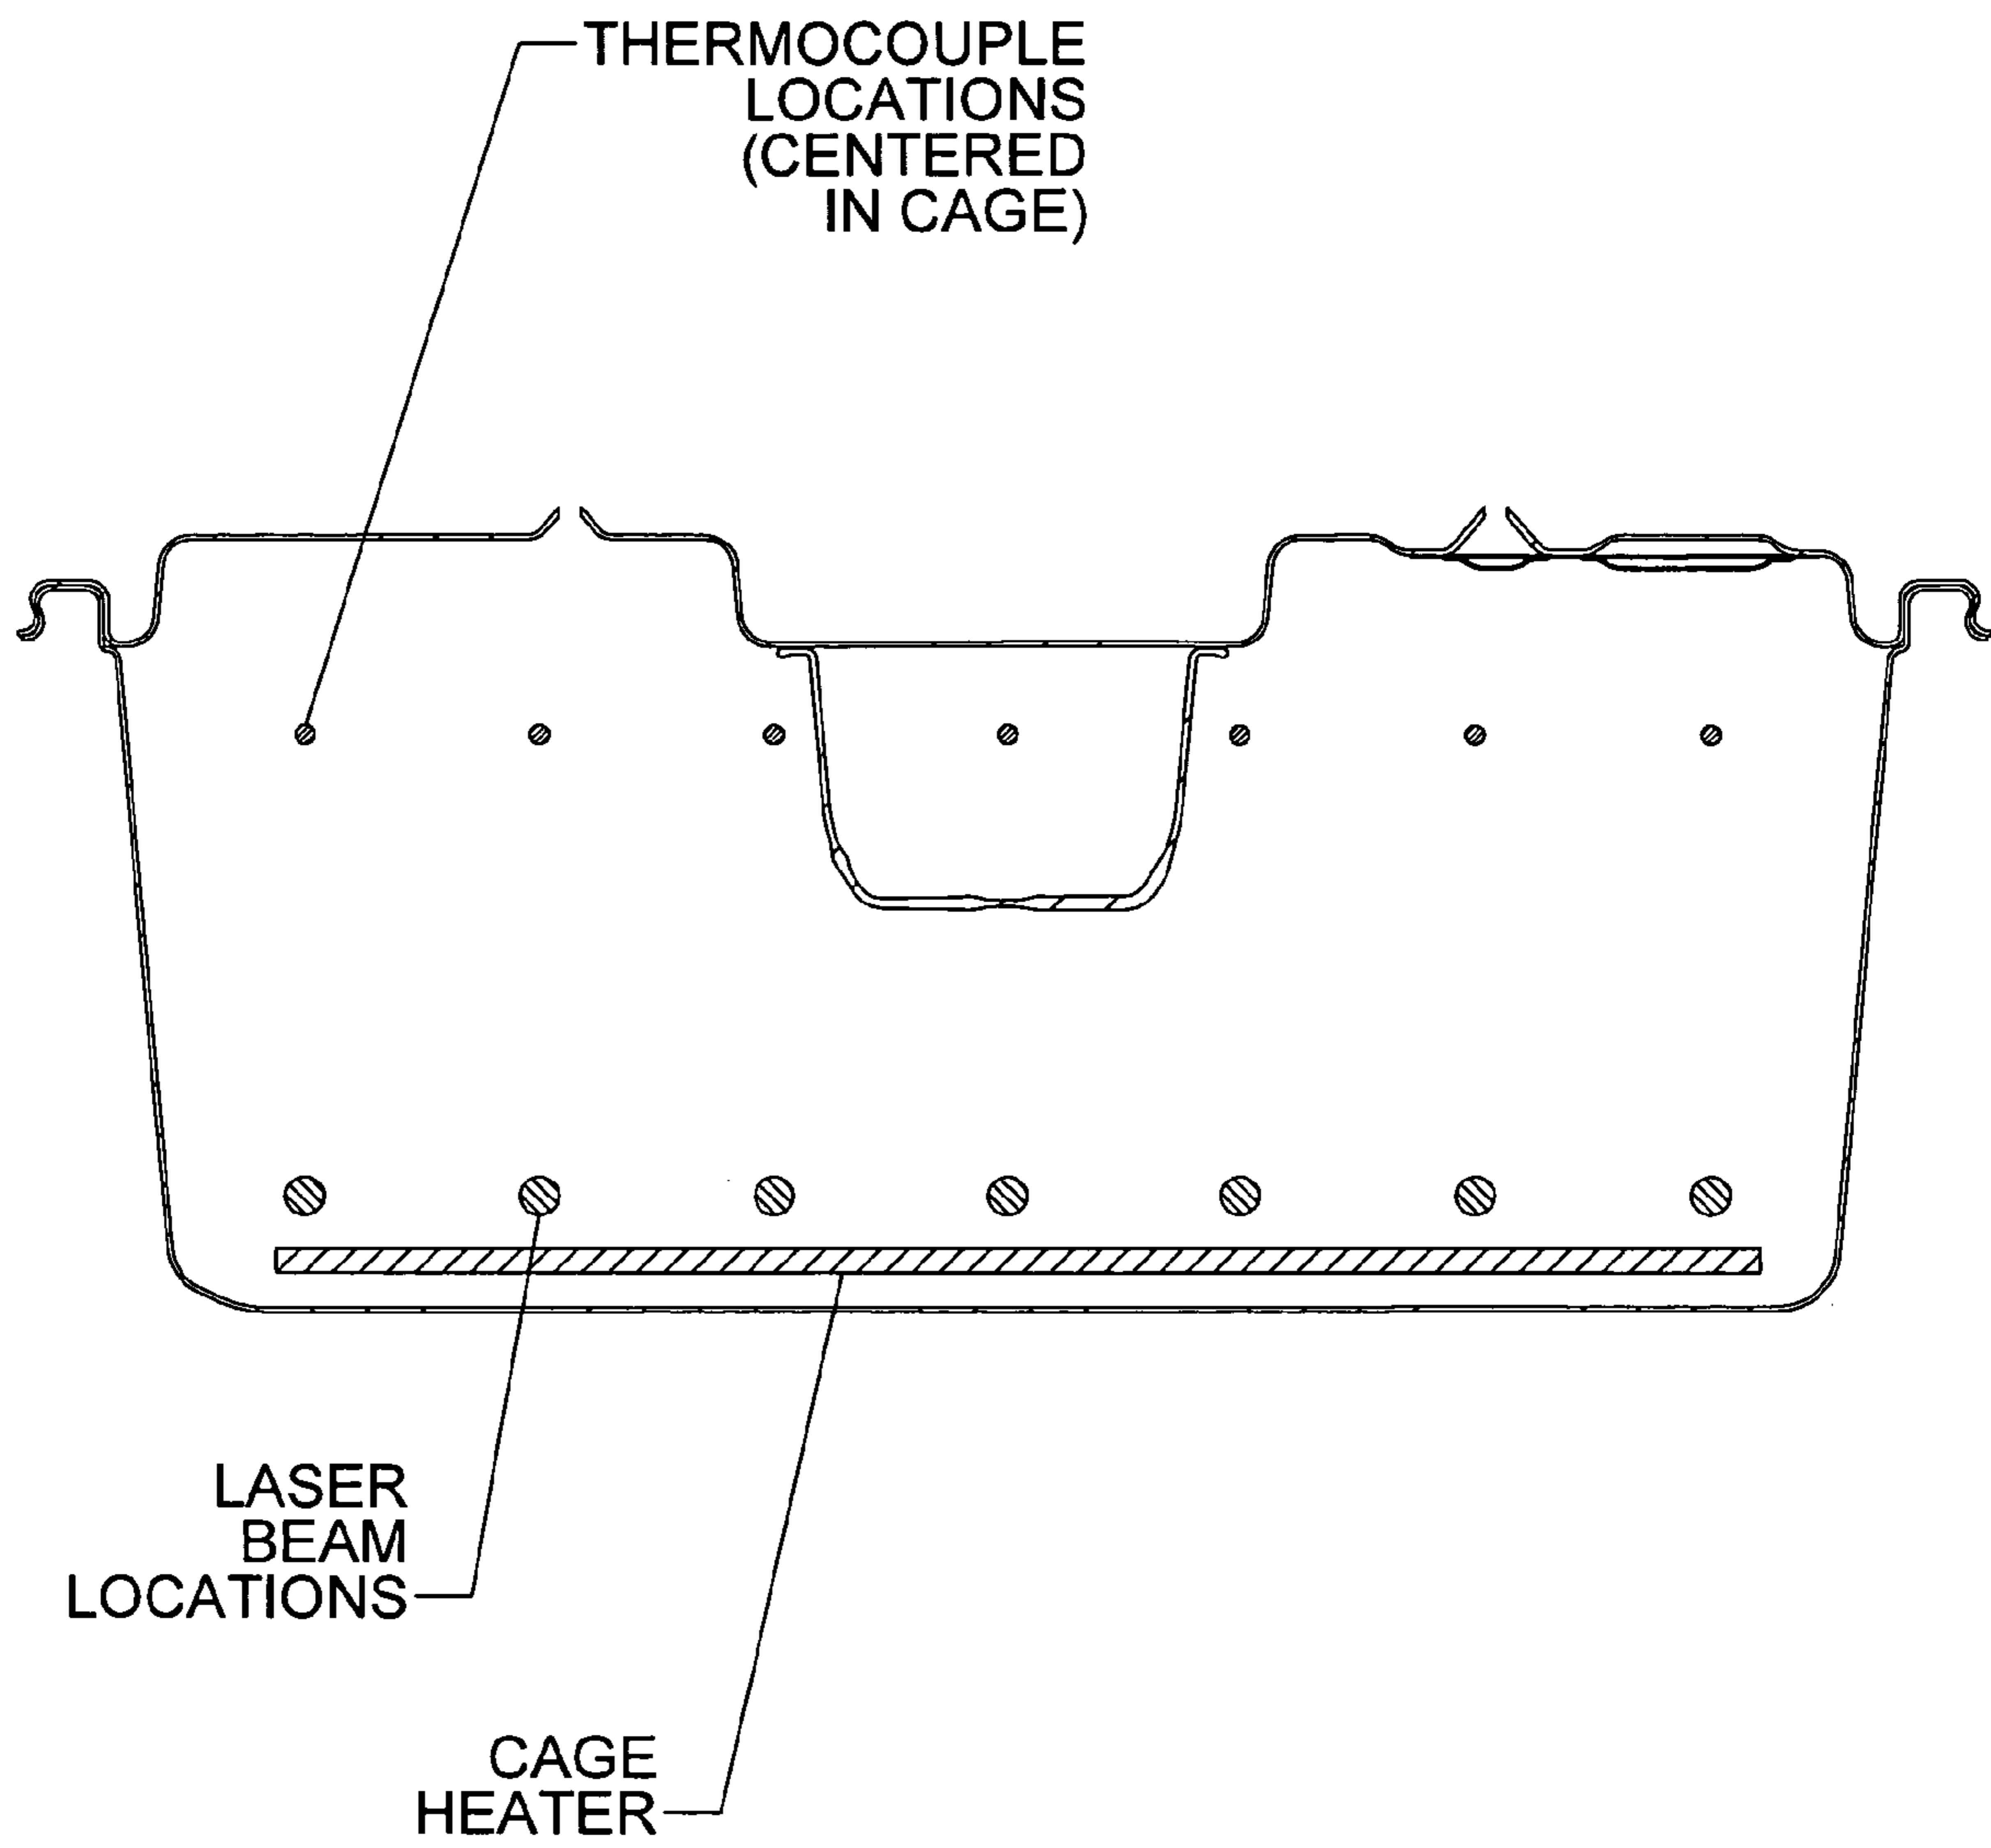 THERMOCOUPLE
LOCATIONS
(CENTERED
IN CAGE)
LASER
BEAM
LOCATIONS
CAGE
HEATER